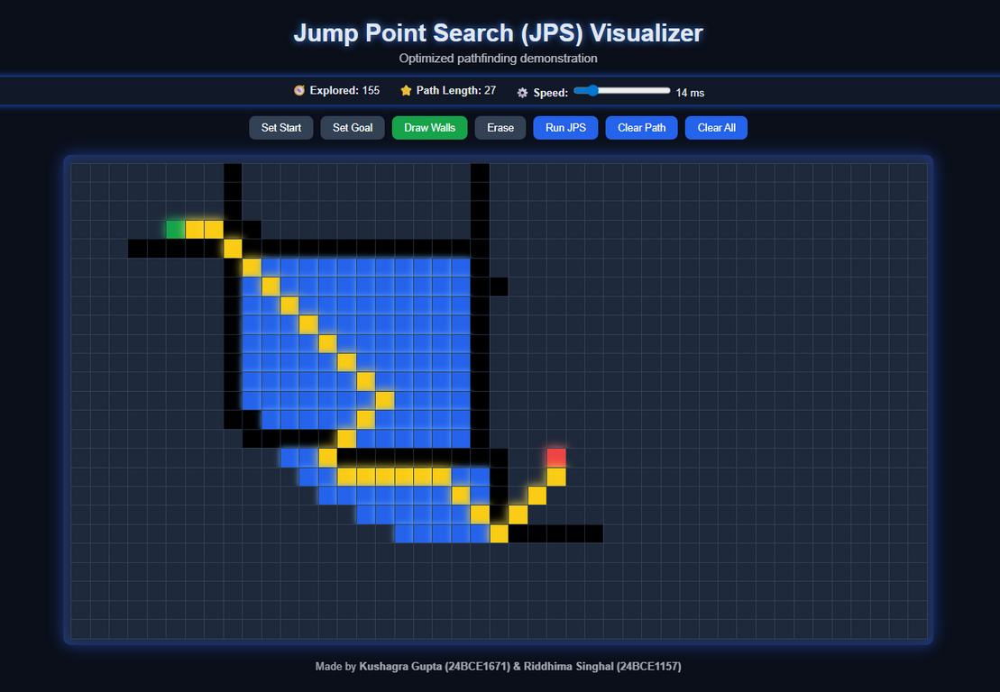 Jump Point Search (JPS) Visualizer
Optimized pathfinding demonstration
Explored: 155 Path Length: 27 Speed: 14 ms
Set Start Set Goal Draw Walls Erase Run JPS Clear Path Clear All
Made by Kushagra Gupta (24BCE1671) & Riddhima Singhal (24BCE1157)